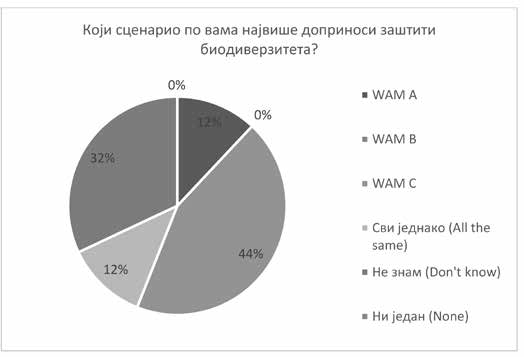 Који сценарио по вама највише доприноси заштити
биодиверзитета?
0%
12%
0%
32%
44%
12%
WAM A
WAM B
WAM C
Сви једнако (All the
same)
Не знам (Don't know)
Ни један (None)